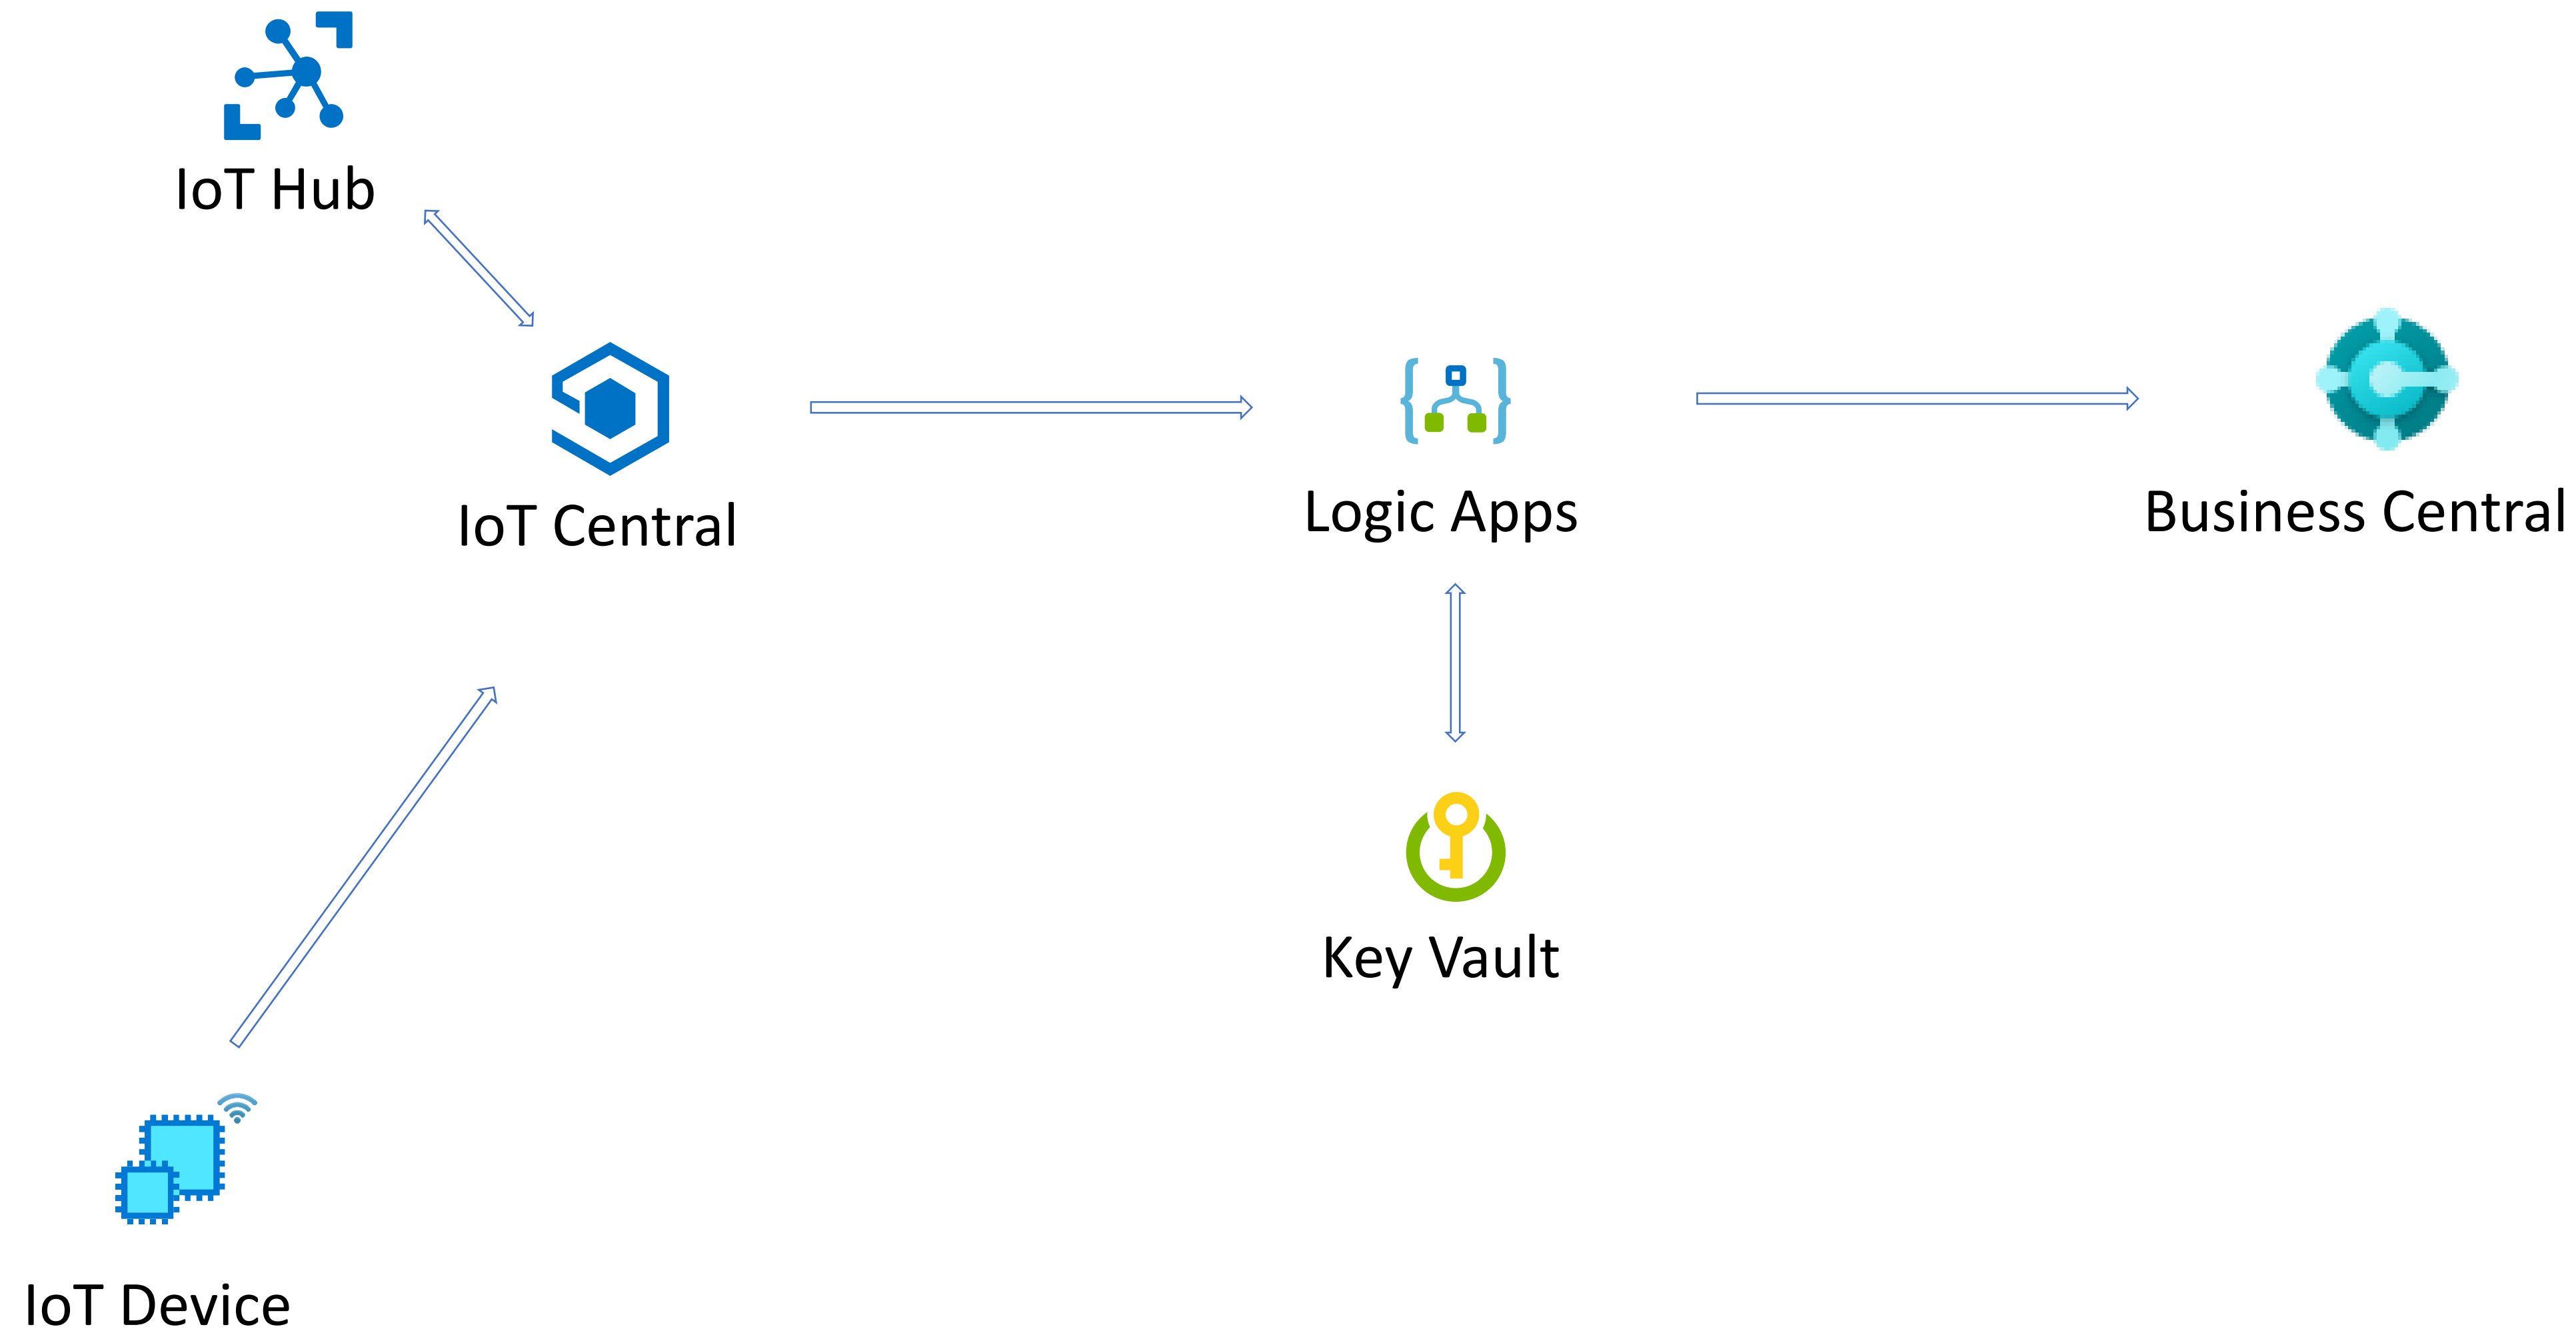 IoT Hub
IoT Central
Logic Apps
Business Central
Key Vault
IoT Device